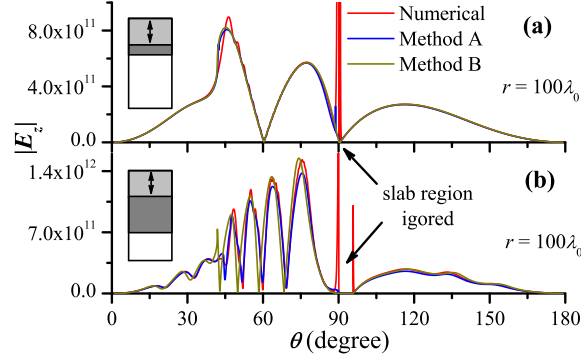 8.0x10¹¹
4.0x10¹¹
0.0
Numerical
Method A
Method B
(a)
r = 100λ₀
|E_z|
1.4x10¹²
7.0x10¹¹
0.0
(b)
slab region
igored
r = 100λ₀
0 30 60 90 120 150 180
θ (degree)